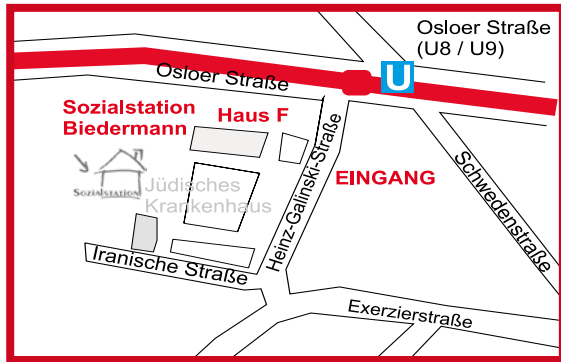 Osloer Straße
(U8 / U9)
U
Osloer Straße
Sozialstation
Biedermann
Haus F
Heinz-Galinski-Straße
EINGANG
Schwedenstraße
SOZIALSTATION
Jüdisches
Krankenhaus
Iranische Straße
Exerzierstraße